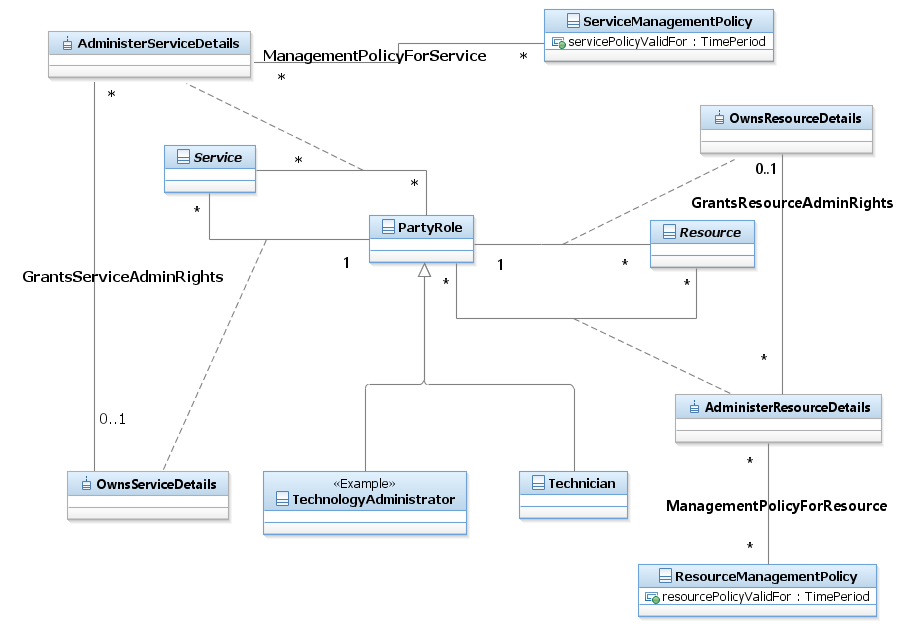 ServiceManagementPolicy
servicePolicyValidFor : TimePeriod
AdministerServiceDetails
ManagementPolicyForService
*
*
*
OwnsResourceDetails
0..1
Service
*
*
*
GrantsResourceAdminRights
PartyRole
Resource
1
1
*
*
*
GrantsServiceAdminRights
*
AdministerResourceDetails
0..1
*
OwnsServiceDetails
«Example»
TechnologyAdministrator
Technician
ManagementPolicyForResource
*
ResourceManagementPolicy
resourcePolicyValidFor : TimePeriod